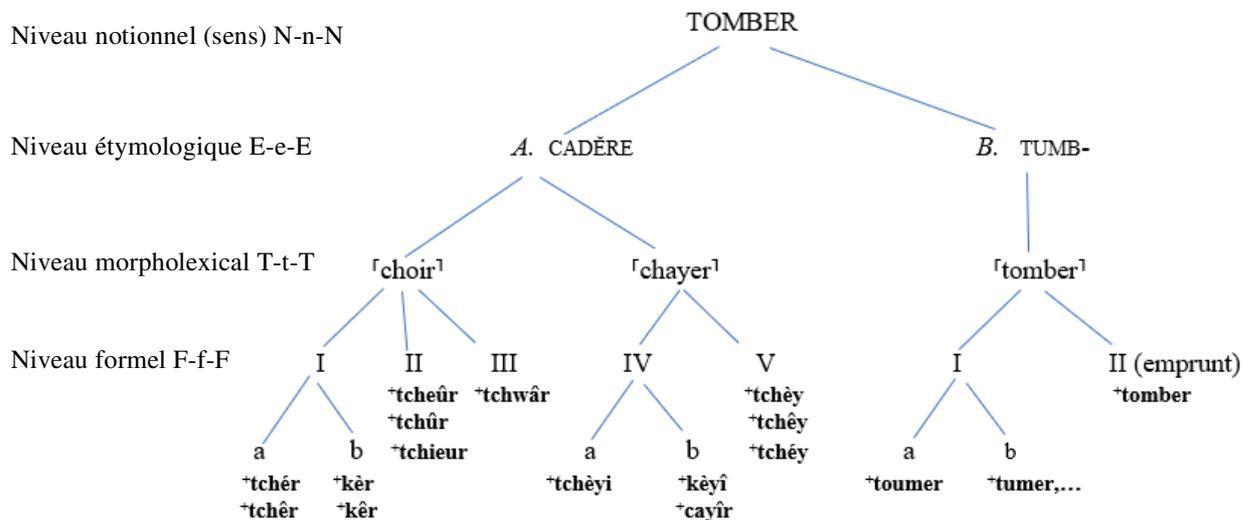 Niveau notionnel (sens) N-n-N TOMBER
Niveau étymologique E-e-E A. CADĔRE B. TUMB-
Niveau morpholexical T-t-T ⸢choir⸣ ⸢chayer⸣ ⸢tomber⸣
Niveau formel F-f-F I II III IV V I II (emprunt)
⁺tcheûr ⁺tchwâr ⁺tchèy ⁺tomber
⁺tchûr ⁺tchêy
a b ⁺tchieur a b ⁺tchéy a b
⁺tchér ⁺kèr ⁺tchèyi ⁺kèyî ⁺toumer ⁺tumer,…
⁺tchêr ⁺kêr ⁺cayîr